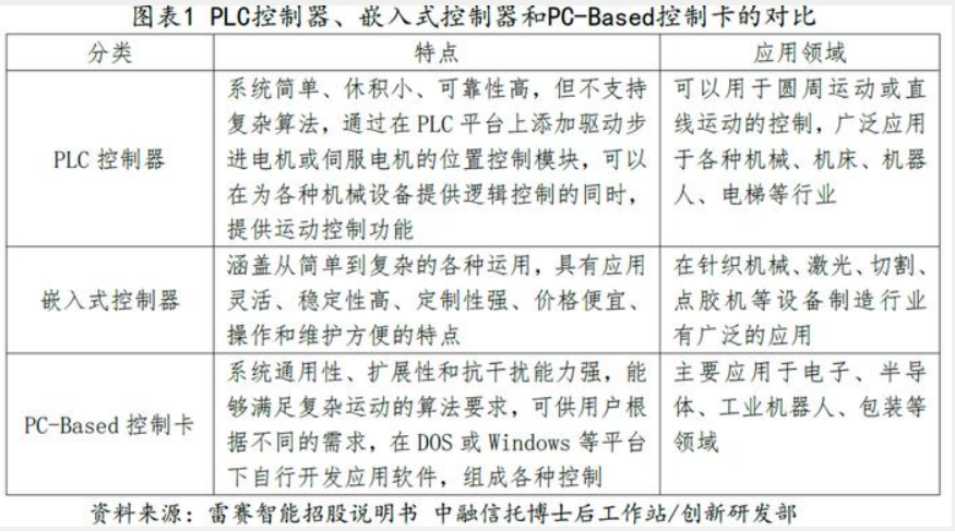 图表1 PLC控制器、嵌入式控制器和PC-Based控制卡的对比
分类
特点
应用领域
PLC 控制器
系统简单、休积小、可靠性高，但不支持
复杂算法，通过在 PLC 平台上添加驱动步
进电机或伺服电机的位置控制模块，可以
在为各种机械设备提供逻辑控制的同时，
提供运动控制功能
可以用于圆周运动或直
线运动的控制，广泛应用
于各种机械、机床、机器
人、电梯等行业
嵌入式控制器
涵盖从简单到复杂的各种运用，具有应用
灵活、稳定性高、定制性强、价格便宜、
操作和维护方便的特点
在针织机械、激光、切割、
点胶机等设备制造行业
有广泛的应用
PC-Based 控制卡
系统通用性、扩展性和抗干扰能力强，能
够满足复杂运动的算法要求，可供用户根
据不同的需求，在 DOS 或 Windows 等平台
下自行开发应用软件，组成各种控制
主要应用于电子、半导
体、工业机器人、包装等
领域
资料来源：雷赛智能招股说明书 中融信托博士后工作站/创新研发部